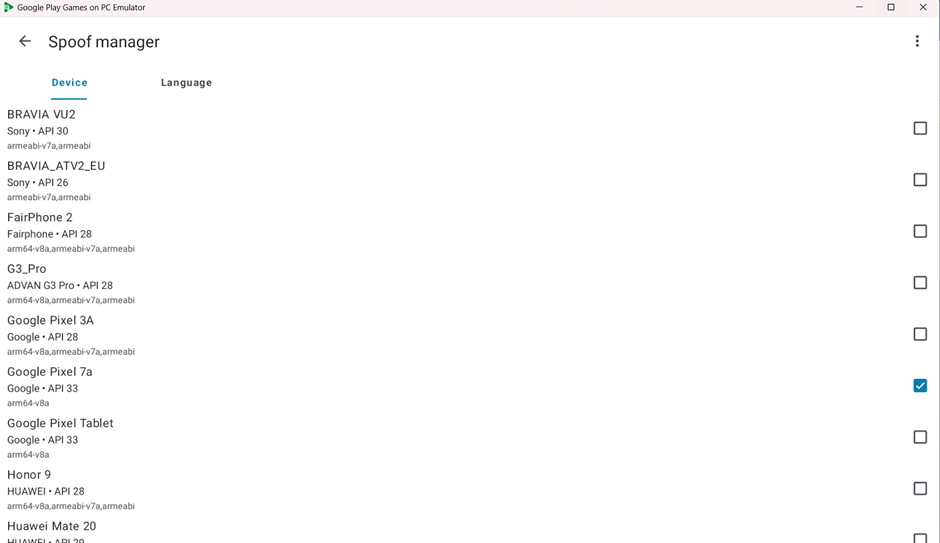 Google Play Games on PC Emulator
Spoof manager
Device Language
BRAVIA VU2
Sony • API 30
armeabi-v7a,armeabi
BRAVIA_ATV2_EU
Sony • API 26
armeabi-v7a,armeabi
FairPhone 2
Fairphone • API 28
arm64-v8a,armeabi-v7a,armeabi
G3_Pro
ADVAN G3 Pro • API 28
arm64-v8a,armeabi-v7a,armeabi
Google Pixel 3A
Google • API 28
arm64-v8a,armeabi-v7a,armeabi
Google Pixel 7a
Google • API 33
arm64-v8a
Google Pixel Tablet
Google • API 33
arm64-v8a
Honor 9
HUAWEI • API 28
arm64-v8a,armeabi-v7a,armeabi
Huawei Mate 20
HUAWEI • API 29